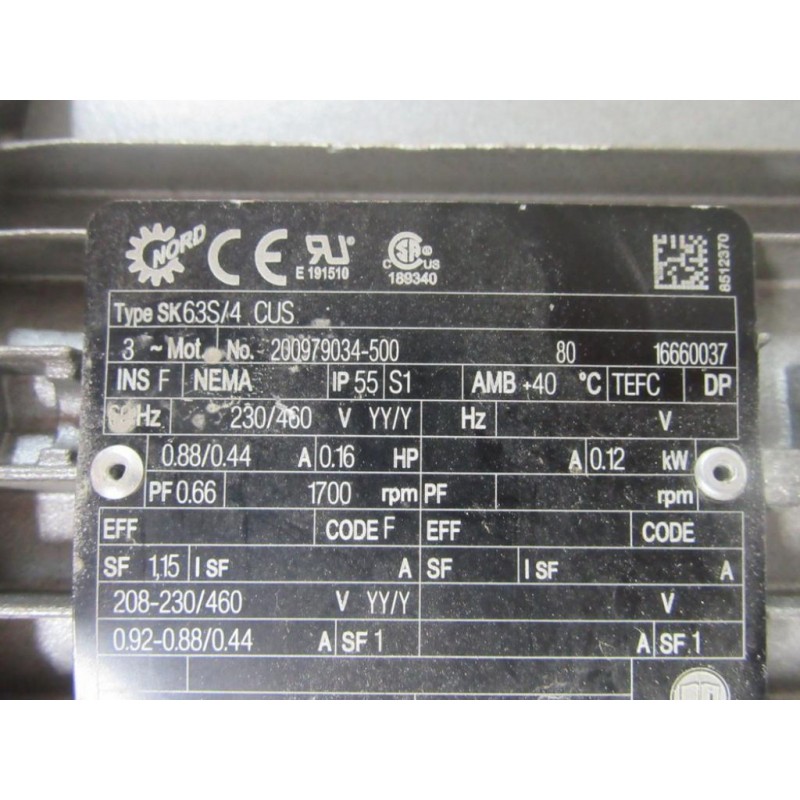 NORD CE RU E 191510 C SA US 189340 8512370
Type SK63S/4 CUS
3 ~ Mot. No. 200979034-500 80 16660037
INS F NEMA IP 55 S1 AMB +40 °C TEFC DP
Hz 230/460 V YY/Y Hz V
0.88/0.44 A 0.16 HP A 0.12 kW
PF 0.66 1700 rpm PF rpm
EFF CODE F EFF CODE
SF 1,15 I SF A SF I SF A
208-230/460 V YY/Y V
0.92-0.88/0.44 A SF 1 A SF 1